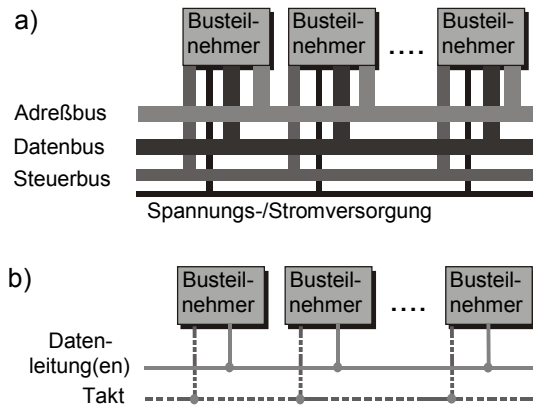 a)
Busteil-
nehmer
Busteil-
nehmer
....
Busteil-
nehmer
Adreßbus
Datenbus
Steuerbus
Spannungs-/Stromversorgung
b)
Busteil-
nehmer
Busteil-
nehmer
....
Busteil-
nehmer
Daten-
leitung(en)
Takt